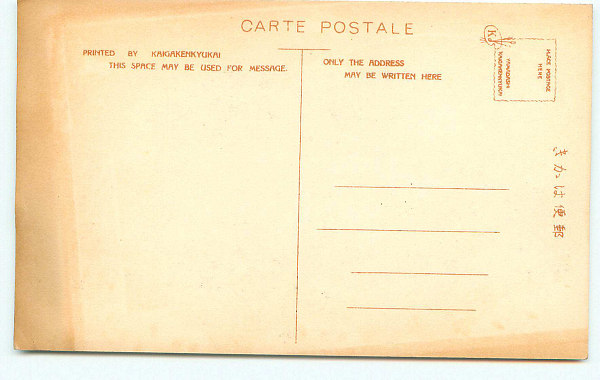 CARTE POSTALE
PRINTED BY KAIGAKENKYUKAI
THIS SPACE MAY BE USED FOR MESSAGE.
ONLY THE ADDRESS
MAY BE WRITTEN HERE
PLACE POSTAGE
HERE
KAIGAKENKYUKAI
きかは便郵